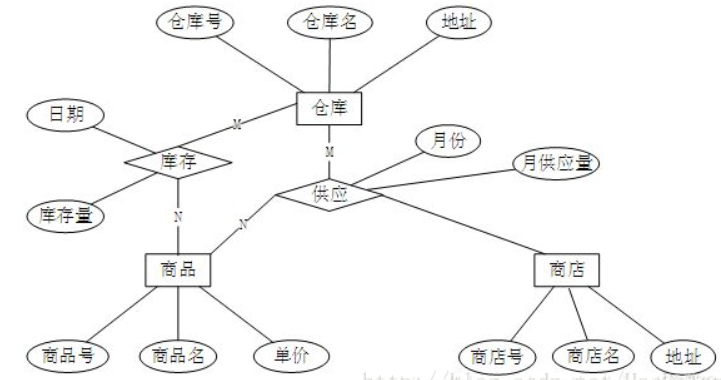 仓库号
仓库名
地址
日期
仓库
M
月份
库存
M
月供应量
供应
库存量
N
N
商品
商店
商品号
商品名
单价
商店号
商店名
地址